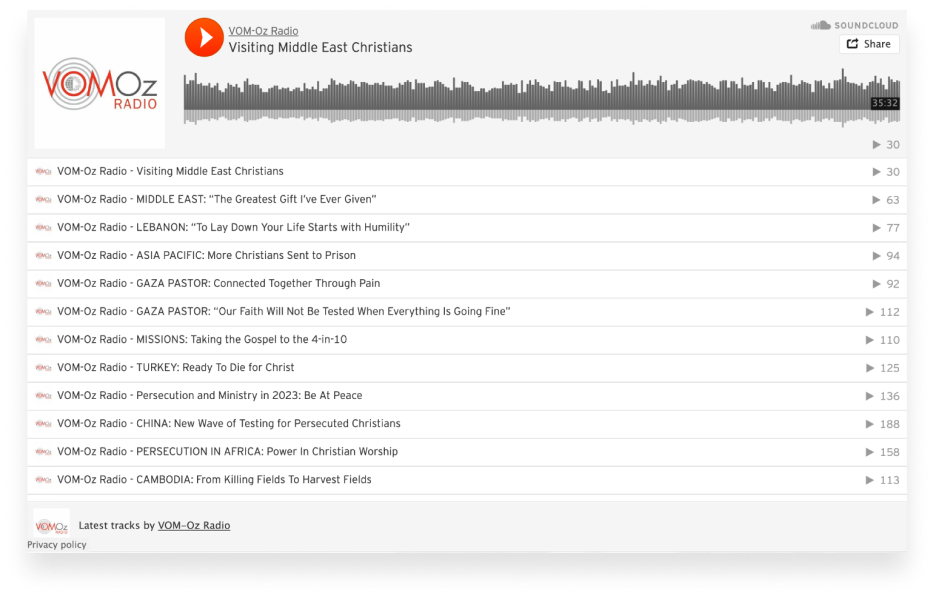 VOMOz
RADIO
VOM-Oz Radio
Visiting Middle East Christians
SOUNDCLOUD
Share
35:32
30
VOM-Oz Radio - Visiting Middle East Christians 30
VOM-Oz Radio - MIDDLE EAST: “The Greatest Gift I’ve Ever Given” 63
VOM-Oz Radio - LEBANON: “To Lay Down Your Life Starts with Humility” 77
VOM-Oz Radio - ASIA PACIFIC: More Christians Sent to Prison 94
VOM-Oz Radio - GAZA PASTOR: Connected Together Through Pain 92
VOM-Oz Radio - GAZA PASTOR: “Our Faith Will Not Be Tested When Everything Is Going Fine” 112
VOM-Oz Radio - MISSIONS: Taking the Gospel to the 4-in-10 110
VOM-Oz Radio - TURKEY: Ready To Die for Christ 125
VOM-Oz Radio - Persecution and Ministry in 2023: Be At Peace 136
VOM-Oz Radio - CHINA: New Wave of Testing for Persecuted Christians 188
VOM-Oz Radio - PERSECUTION IN AFRICA: Power In Christian Worship 158
VOM-Oz Radio - CAMBODIA: From Killing Fields To Harvest Fields 113
VOMOz
RADIO
Latest tracks by VOM-Oz Radio
Privacy policy